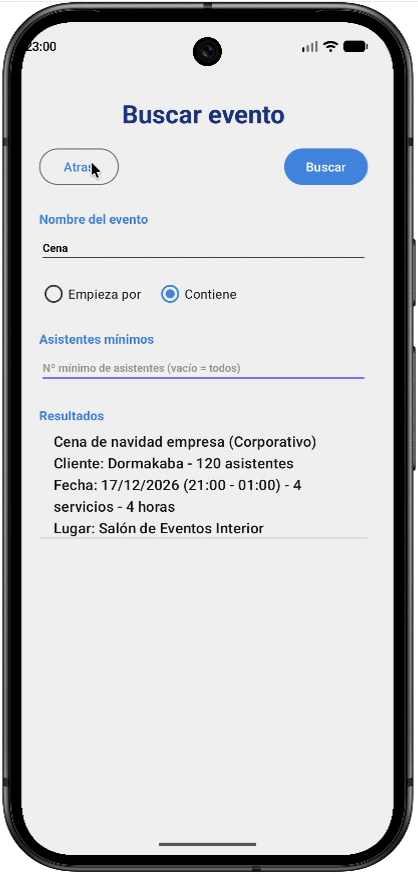 23:00
Buscar evento
Atrás
Buscar
Nombre del evento
Cena
Empieza por
Contiene
Asistentes mínimos
Nº mínimo de asistentes (vacío = todos)
Resultados
Cena de navidad empresa (Corporativo)
Cliente: Dormakaba - 120 asistentes
Fecha: 17/12/2026 (21:00 - 01:00) - 4
servicios - 4 horas
Lugar: Salón de Eventos Interior